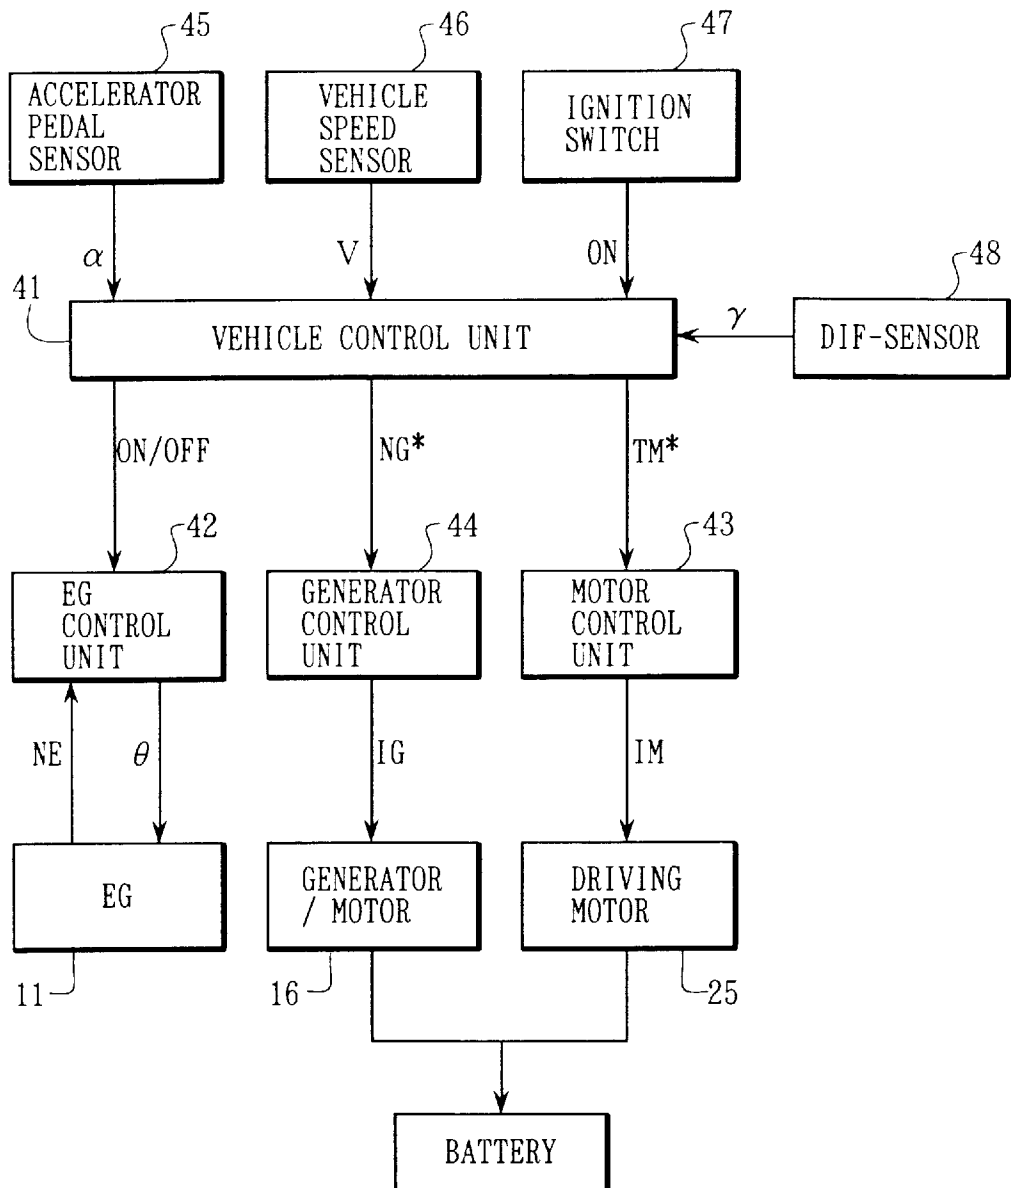 45
46
47
ACCELERATOR
PEDAL
SENSOR
VEHICLE
SPEED
SENSOR
IGNITION
SWITCH
α
V
ON
48
41
VEHICLE CONTROL UNIT
γ
DIF-SENSOR
ON/OFF
NG*
TM*
42
44
43
EG
CONTROL
UNIT
GENERATOR
CONTROL
UNIT
MOTOR
CONTROL
UNIT
NE
θ
IG
IM
EG
GENERATOR
/ MOTOR
DRIVING
MOTOR
11
16
25
BATTERY